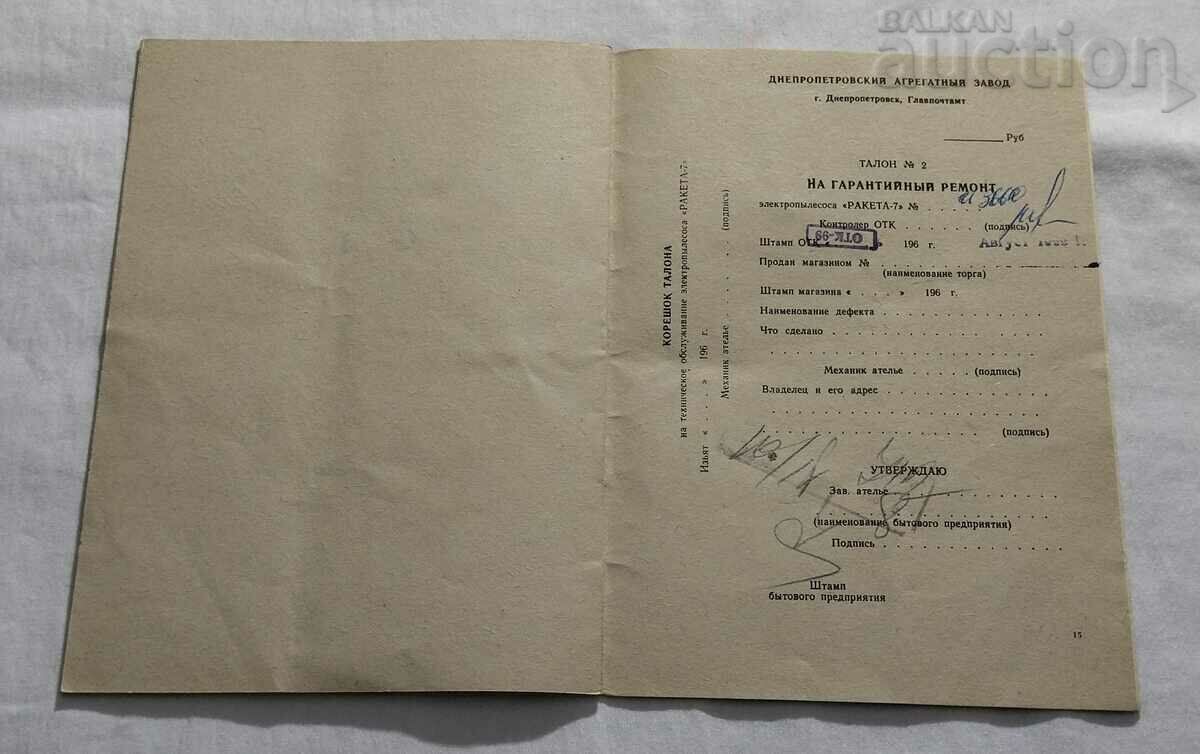 BALKAN
auction
ДНЕПРОПЕТРОВСКИЙ АГРЕГАТНЫЙ ЗАВОД
г. Днепропетровск, Главпочтамт
________ Руб
ТАЛОН № 2
НА ГАРАНТИЙНЫЙ РЕМОНТ
электропылесоса «РАКЕТА-7» № . . . . .
Контролер ОТК . . . . . . (подпись)
Штамп ОТК « . . . » 196 г. Август
ОТК-99
Продан магазином № . . . . . . . . . . . . . .
(наименование торга)
Штамп магазина « . . . » 196 г.
Наименование дефекта . . . . . . . . . . . .
Что сделано . . . . . . . . . . . . . . . .
. . . . . . . . . . . . . . . . . . . .
Механик ателье . . . . . (подпись)
Владелец и его адрес . . . . . . . . . . . .
. . . . . . . . . . . . . . . . . . . .
. . . . . . . . . . . . . . . . . (подпись)
УТВЕРЖДАЮ
Зав. ателье . . . . . . . . . . . .
. . . . . . . . . . . . . . . . . .
(наименование бытового предприятия)
Подпись . . . . . . . . . . . . . .
Штамп
бытового предприятия
15
КОРЕШОК ТАЛОНА
на техническое обслуживание электропылесоса «РАКЕТА-7»
Изъят « . . . . » 196 г.
Механик ателье . . . . . . . . . (подпись)